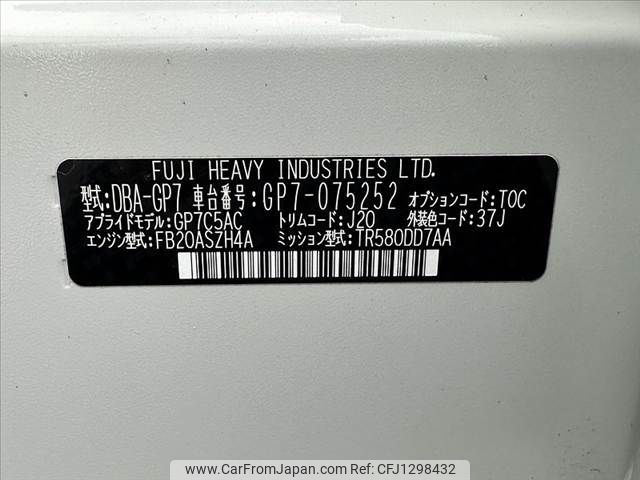 FUJI HEAVY INDUSTRIES LTD.
型式:DBA-GP7 車台番号:GP7-075252 オプションコード:TOC
アプライドモデル:GP7C5AC トリムコード:J20 外装色コード:37J
エンジン型式:FB20ASZH4A ミッション型式:TR580DD7AA
www.CarFromJapan.com - CFJ1298432